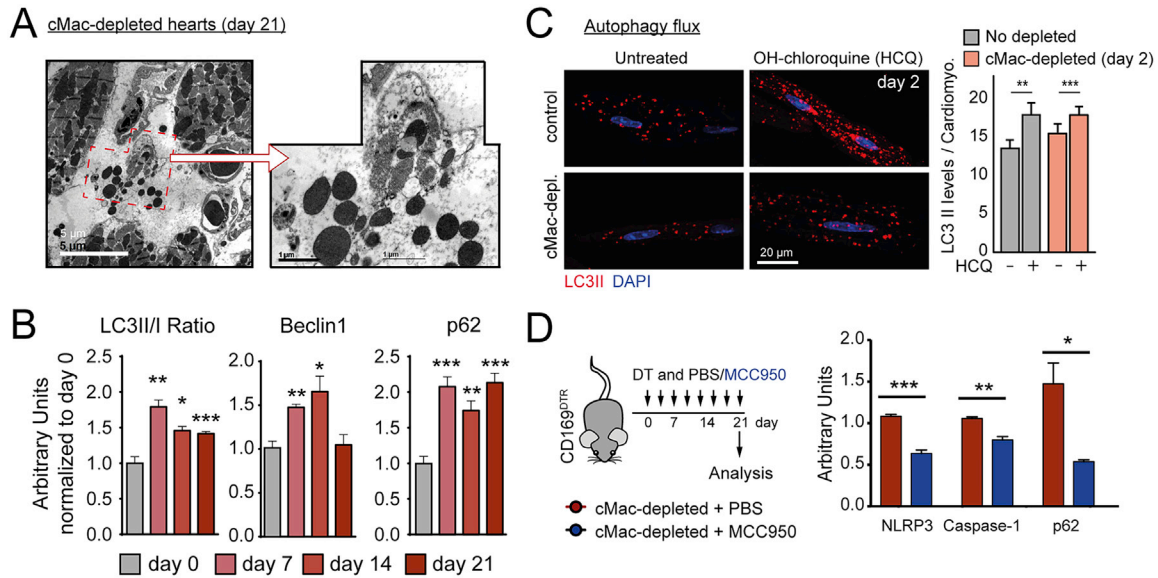 A cMac-depleted hearts (day 21)
5 µm
5 µm
1 µm
1 µm
B
LC3II/I Ratio Beclin1 p62
Arbitrary Units
normalized to day 0
2.5
2.0
1.5
1.0
0.5
0.0
** * ***
2.0
1.5
1.0
0.5
0.0
** *
2.5
2.0
1.5
1.0
0.5
0.0
*** ** ***
day 0 day 7 day 14 day 21
C Autophagy flux
Untreated OH-chloroquine (HCQ)
day 2
control
cMac-depl.
20 µm
LC3II DAPI
No depleted
cMac-depleted (day 2)
LC3 II levels / Cardiomyo.
20
15
10
15
0
** ***
HCQ - + - +
D
CD169DTR
DT and PBS/MCC950
0 7 14 21 day
Analysis
cMac-depleted + PBS
cMac-depleted + MCC950
Arbitrary Units
2.0
1.5
1.0
0.5
0.0
*** ** *
NLRP3 Caspase-1 p62